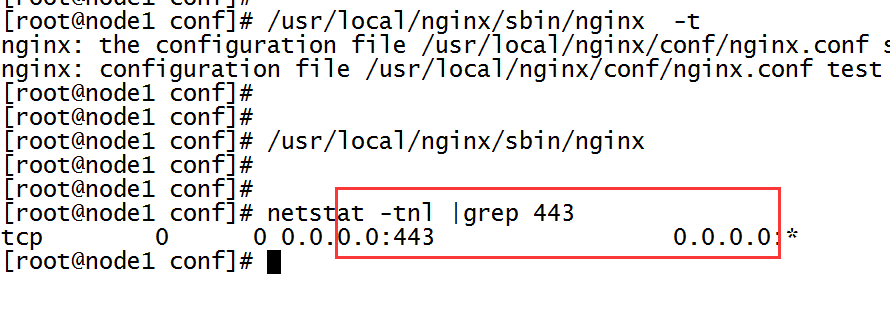 [root@node1 conf]#
[root@node1 conf]# /usr/local/nginx/sbin/nginx  -t
nginx: the configuration file /usr/local/nginx/conf/nginx.conf s
nginx: configuration file /usr/local/nginx/conf/nginx.conf test
[root@node1 conf]#
[root@node1 conf]#
[root@node1 conf]# /usr/local/nginx/sbin/nginx
[root@node1 conf]#
[root@node1 conf]#
[root@node1 conf]# netstat -tnl |grep 443
tcp        0      0 0.0.0.0:443                 0.0.0.0:*
[root@node1 conf]#